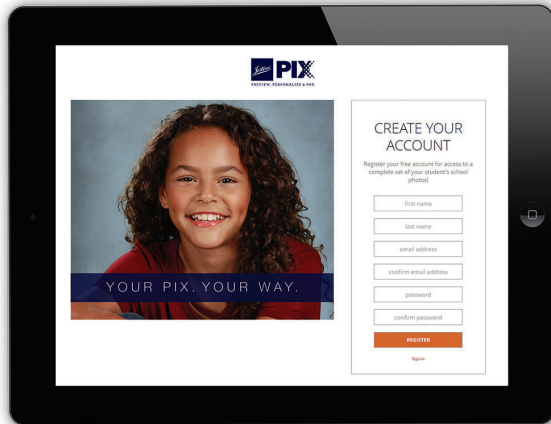 Jostens
PIX
PREVIEW, PERSONALIZE & PAY.
YOUR PIX. YOUR WAY.
CREATE YOUR
ACCOUNT
Register your free account for access to a
complete set of your student's school
photos!
first name
last name
email address
confirm email address
password
confirm password
REGISTER
Sign in